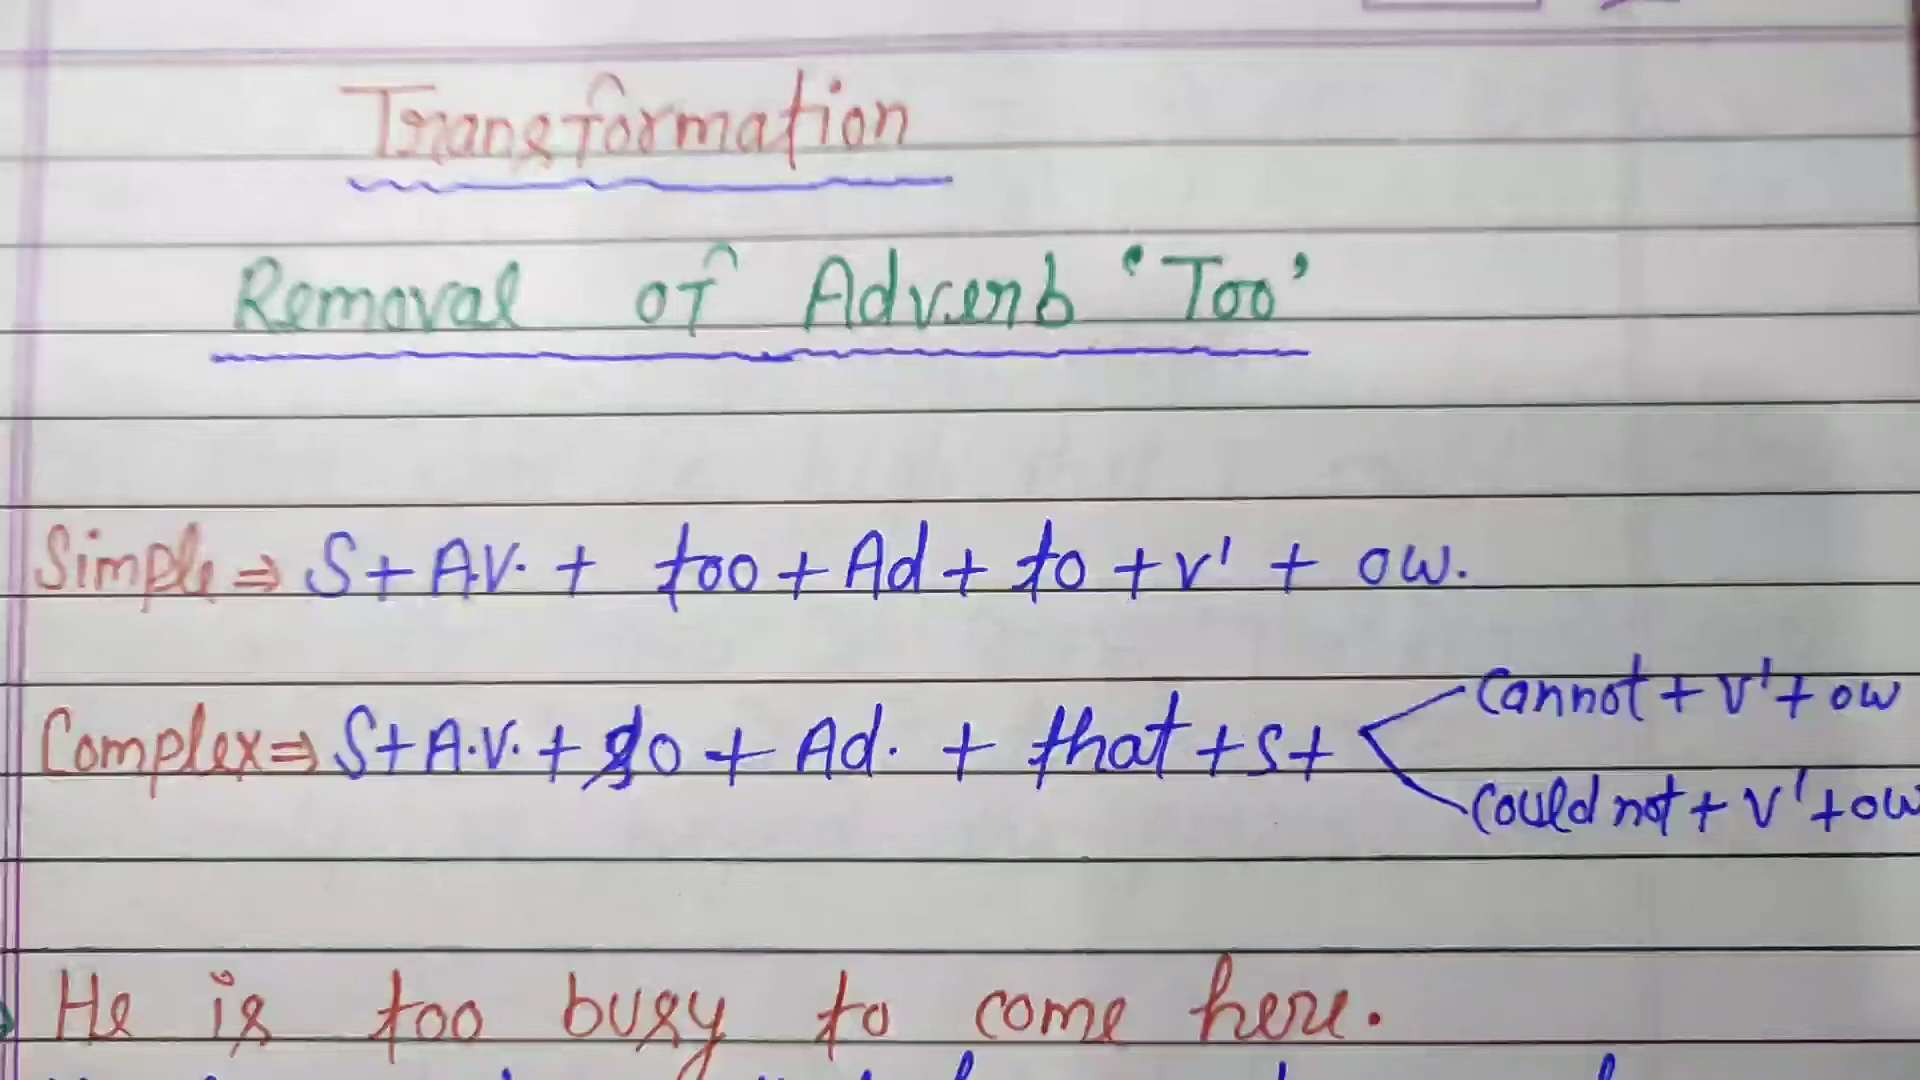 Transformation
Removal of Adverb 'Too'
Simple ⇒ S + A.V. + too + Ad + to + v' + ow.
Complex ⇒ S + A.V. + so + Ad. + that + S +
cannot + v' + ow
could not + v' + ow
He is too busy to come here.